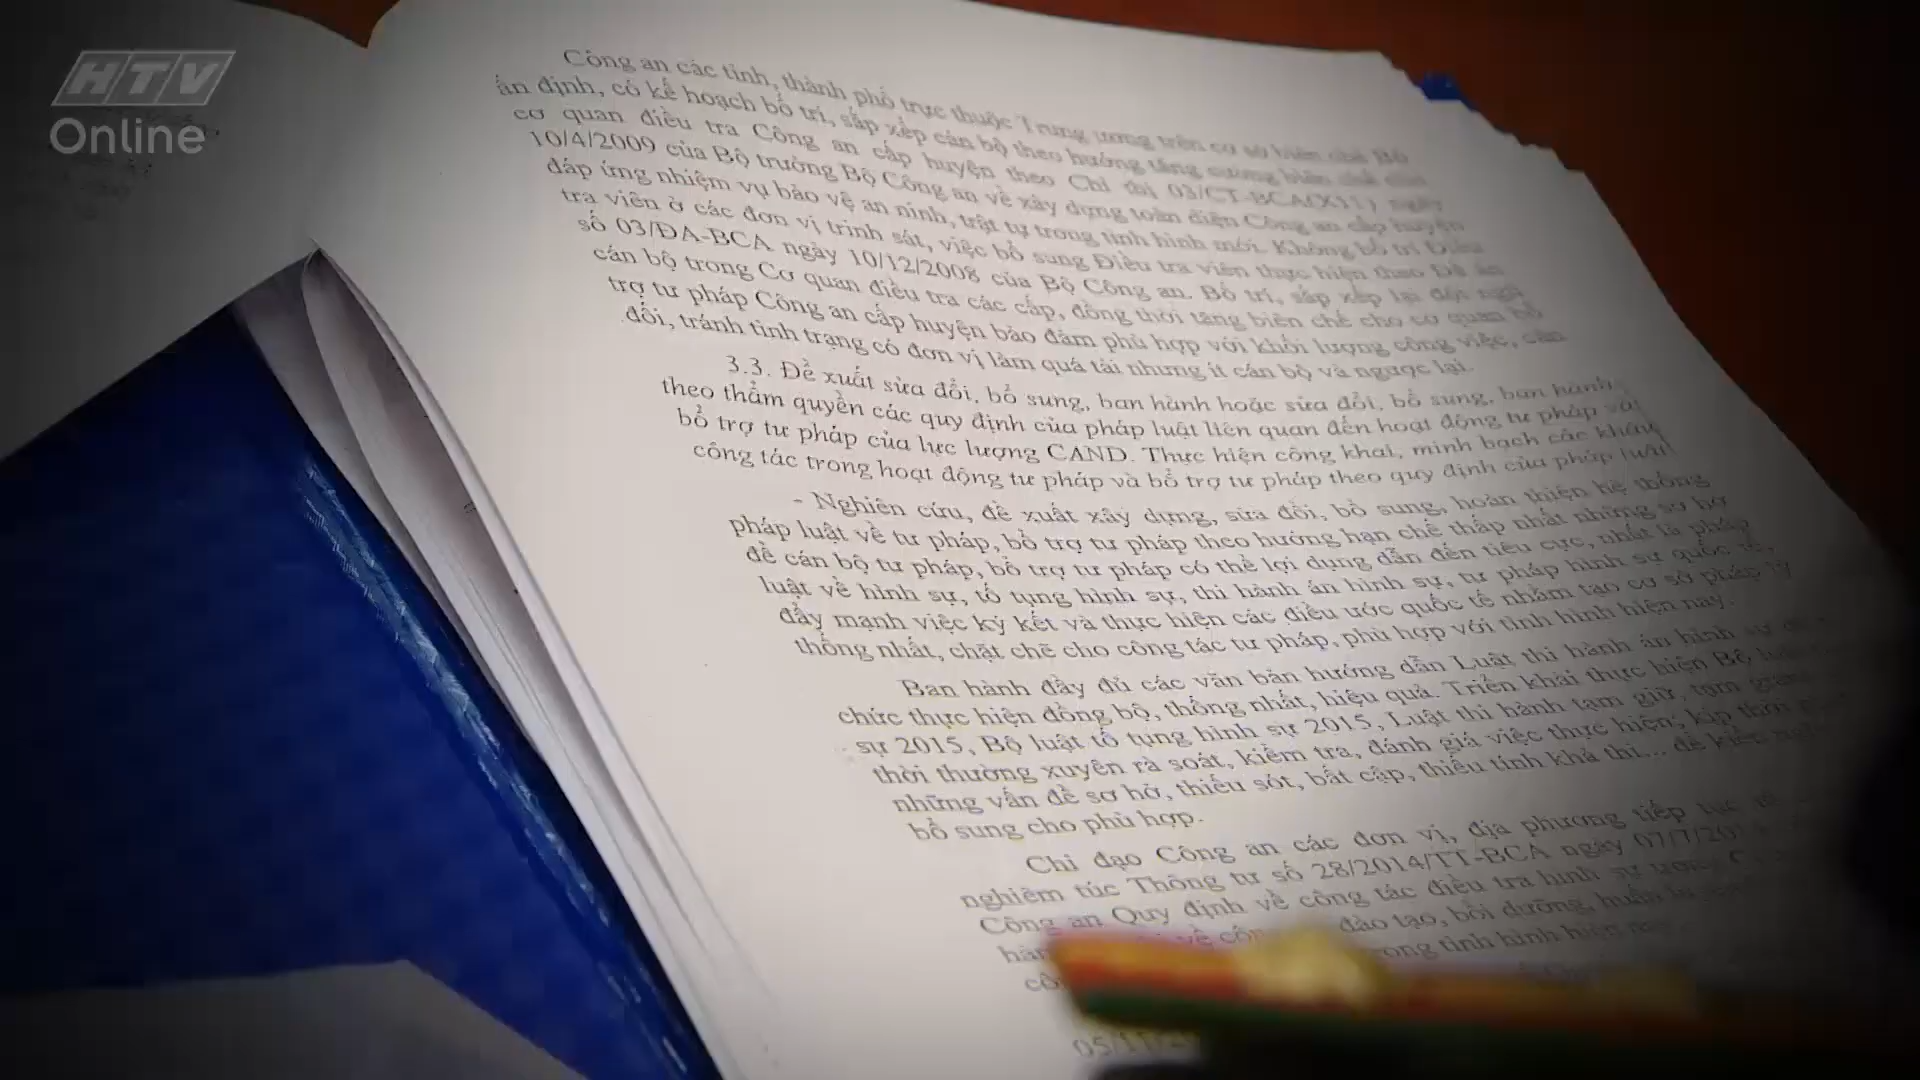 HTV
Online
Công an các tỉnh, thành phố trực thuộc Trung ương trên cơ sở biên chế Bộ
ấn định, có kế hoạch bố trí, sắp xếp cán bộ theo hướng tăng cường biên chế cho
cơ quan điều tra Công an cấp huyện theo Chỉ thị 03/CT-BCA(X11) ngày
10/4/2009 của Bộ trưởng Bộ Công an về xây dựng toàn diện Công an cấp huyện
đáp ứng nhiệm vụ bảo vệ an ninh, trật tự trong tình hình mới. Không bố trí Điều
tra viên ở các đơn vị trinh sát, việc bổ sung Điều tra viên thực hiện theo Đề án
số 03/ĐA-BCA ngày 10/12/2008 của Bộ Công an. Bố trí, sắp xếp lại đội ngũ
cán bộ trong Cơ quan điều tra các cấp, đồng thời tăng biên chế cho cơ quan hỗ
trợ tư pháp Công an cấp huyện bảo đảm phù hợp với khối lượng công việc, cân
đối, tránh tình trạng có đơn vị làm quá tải nhưng ít cán bộ và ngược lại.
3.3. Đề xuất sửa đổi, bổ sung, ban hành hoặc sửa đổi, bổ sung, ban hành
theo thẩm quyền các quy định của pháp luật liên quan đến hoạt động tư pháp và
bổ trợ tư pháp của lực lượng CAND. Thực hiện công khai, minh bạch các khâu
công tác trong hoạt động tư pháp và bổ trợ tư pháp theo quy định của pháp luật
- Nghiên cứu, đề xuất xây dựng, sửa đổi, bổ sung, hoàn thiện hệ thống
pháp luật về tư pháp, bổ trợ tư pháp theo hướng hạn chế thấp nhất những sơ hở
để cán bộ tư pháp, bổ trợ tư pháp có thể lợi dụng dẫn đến tiêu cực, nhất là pháp
luật về hình sự, tố tụng hình sự, thi hành án hình sự, tư pháp hình sự quốc tế,
đẩy mạnh việc ký kết và thực hiện các điều ước quốc tế nhằm tạo cơ sở pháp lý
thống nhất, chặt chẽ cho công tác tư pháp, phù hợp với tình hình hiện nay.
Ban hành đầy đủ các văn bản hướng dẫn Luật thi hành án hình sự
chức thực hiện đồng bộ, thống nhất, hiệu quả. Triển khai thực hiện Bộ luật
sự 2015, Bộ luật tố tụng hình sự 2015, Luật thi hành tạm giữ, tạm giam
thời thường xuyên rà soát, kiểm tra, đánh giá việc thực hiện; kịp thời
những vấn đề sơ hở, thiếu sót, bất cập, thiếu tính khả thi... để kiến
bổ sung cho phù hợp.
Chỉ đạo Công an các đơn vị, địa phương tiếp tục
nghiêm túc Thông tư số 28/2014/TT-BCA ngày 07/7/2014
Công an Quy định về công tác điều tra hình sự trong
về đào tạo, bồi dưỡng, huấn
trong tình hình hiện